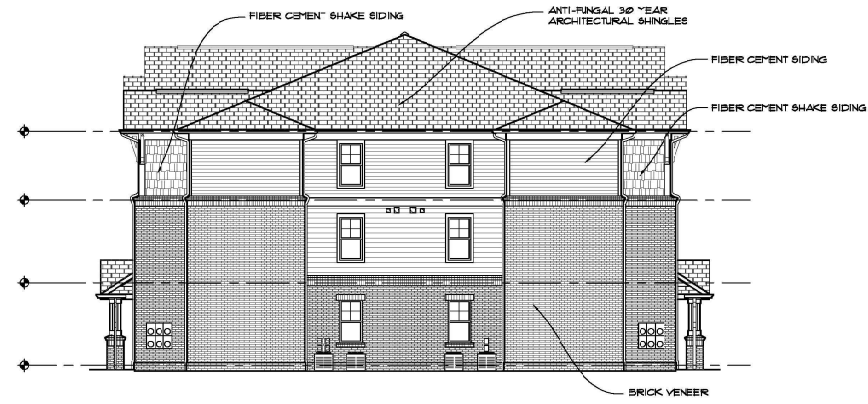 FIBER CEMENT SHAKE SIDING
ANTI-FUNGAL 30 YEAR
ARCHITECTURAL SHINGLES
FIBER CEMENT SIDING
FIBER CEMENT SHAKE SIDING
BRICK VENEER